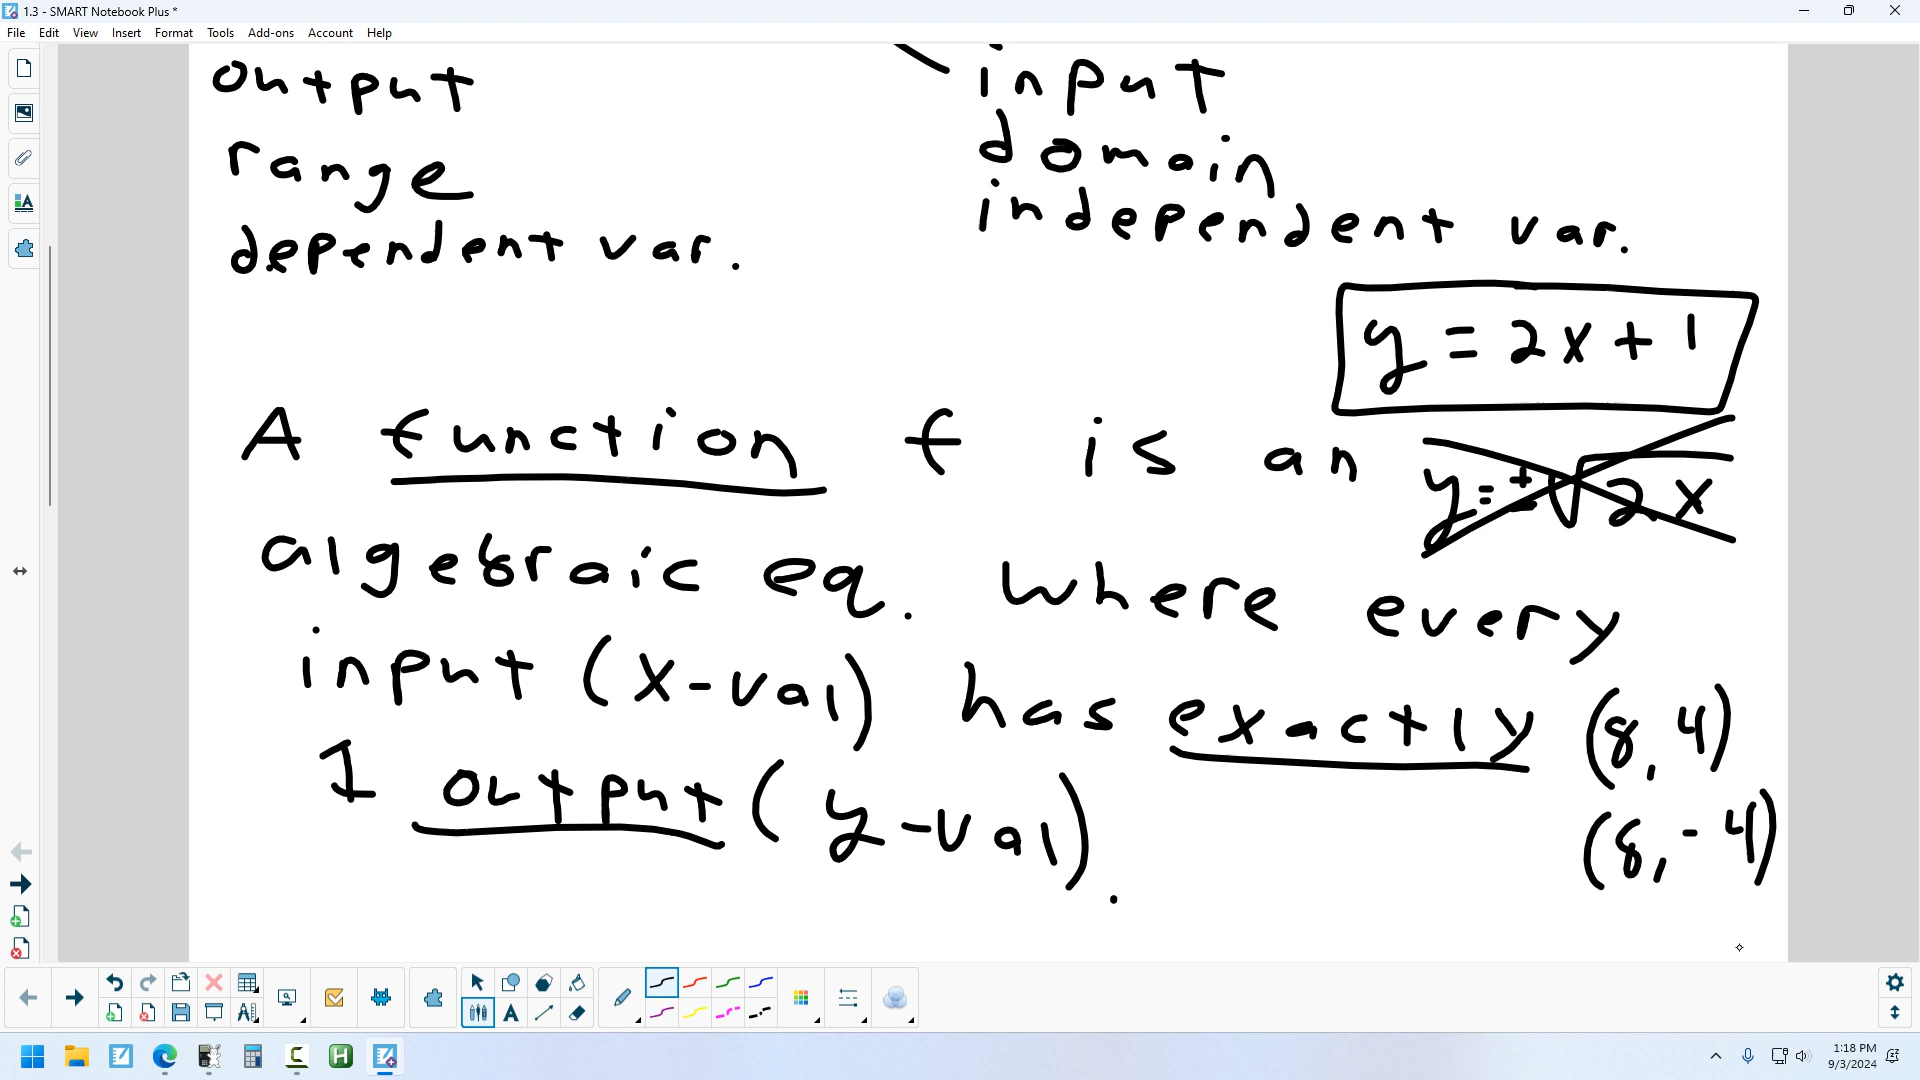 1.3 - SMART Notebook Plus *
File Edit View Insert Format Tools Add-ons Account Help
output
range
dependent var.
input
domain
independent var.
y = 2x + 1
y = ± √2x
A function f is an
algebraic eq. where every
input (x-val) has exactly
1 output (y-val).
(8, 4)
(8, -4)
1:18 PM
9/3/2024